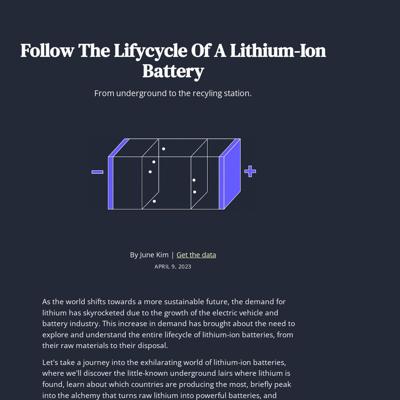 Follow The Lifycycle Of A Lithium-Ion
Battery
From underground to the recyling station.
By June Kim | Get the data
APRIL 9, 2023
As the world shifts towards a more sustainable future, the demand for
lithium has skyrocketed due to the growth of the electric vehicle and
battery industry. This increase in demand has brought about the need to
explore and understand the entire lifecycle of lithium-ion batteries, from
their raw materials to their disposal.
Let's take a journey into the exhilarating world of lithium-ion batteries,
where we'll discover the little-known underground lairs where lithium is
found, learn about which countries are producing the most, briefly peak
into the alchemy that turns raw lithium into powerful batteries, and